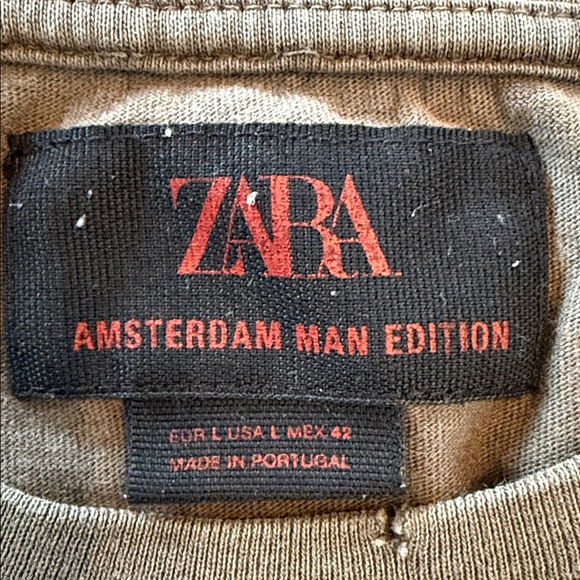 ZARA
AMSTERDAM MAN EDITION
EUR L USA L MEX 42
MADE IN PORTUGAL